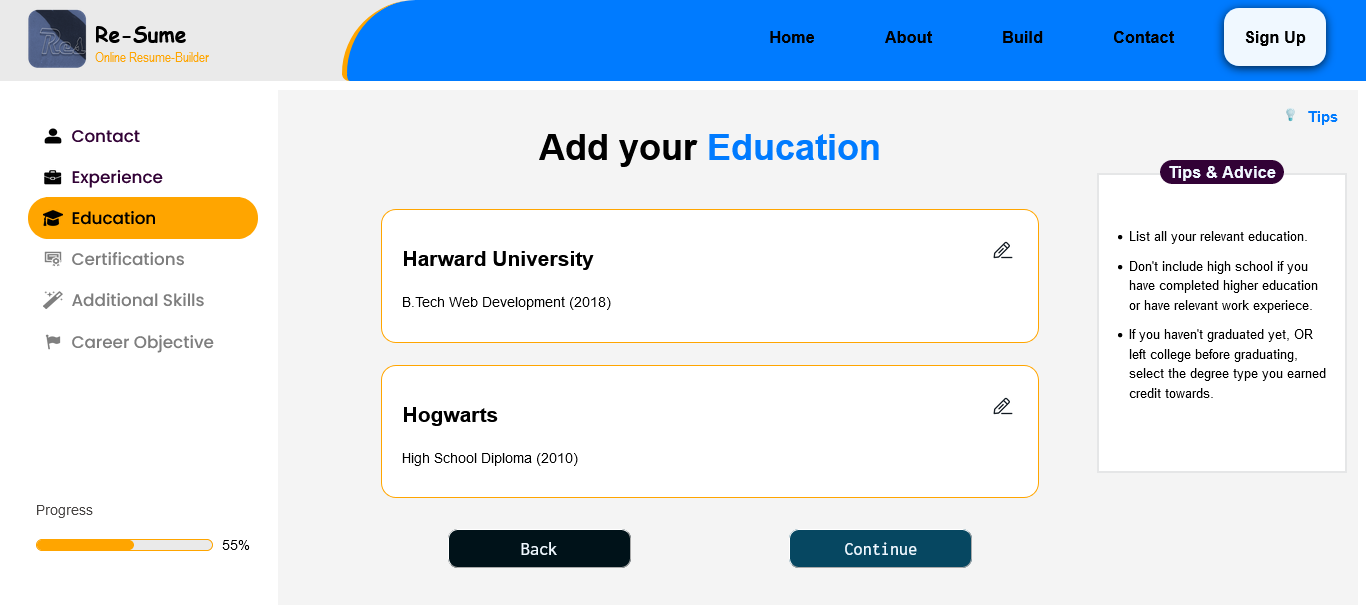 Res
Re-Sume
Online Resume-Builder
Home
About
Build
Contact
Sign Up
Contact
Experience
Education
Certifications
Additional Skills
Career Objective
Progress
55%
Tips
Add your Education
Harward University
B.Tech Web Development (2018)
Hogwarts
High School Diploma (2010)
Back
Continue
Tips & Advice
• List all your relevant education.
• Don't include high school if you
have completed higher education
or have relevant work experiece.
• If you haven't graduated yet, OR
left college before graduating,
select the degree type you earned
credit towards.